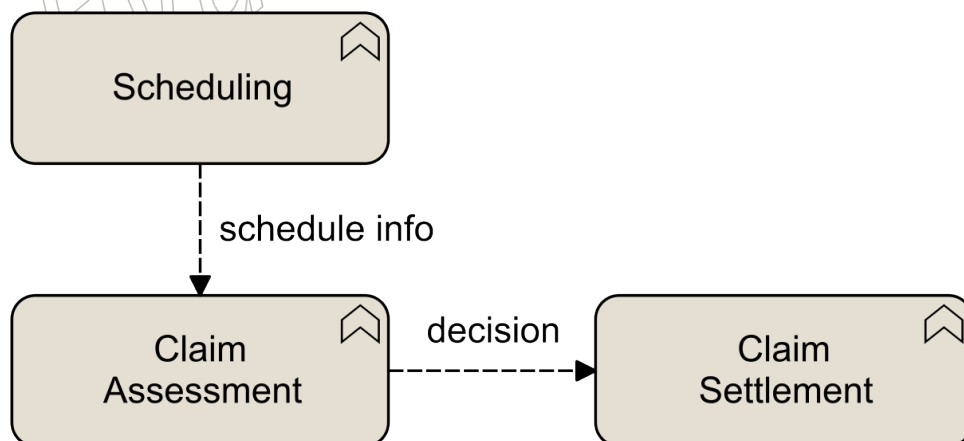 Scheduling
schedule info
Claim
Assessment
decision
Claim
Settlement